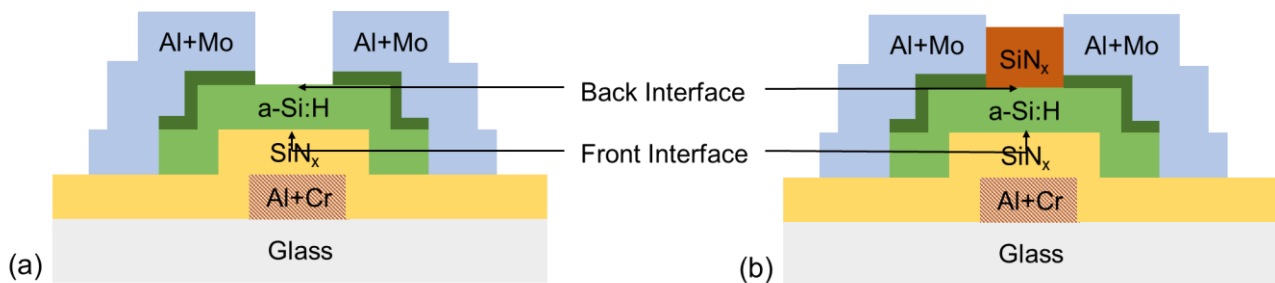 Al+Mo Al+Mo
a-Si:H
SiNₓ
Al+Cr
Glass
(a)
Back Interface
Front Interface
Al+Mo SiNₓ Al+Mo
a-Si:H
SiNₓ
Al+Cr
Glass
(b)